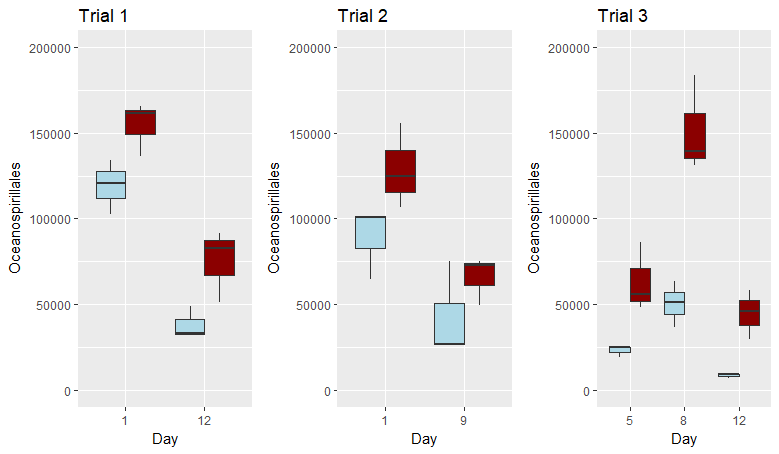 Trial 1
Trial 2
Trial 3
Oceanospirillales
200000
150000
100000
50000
0
1
12
Day
Oceanospirillales
200000
150000
100000
50000
0
1
9
Day
Oceanospirillales
200000
150000
100000
50000
0
5
8
12
Day